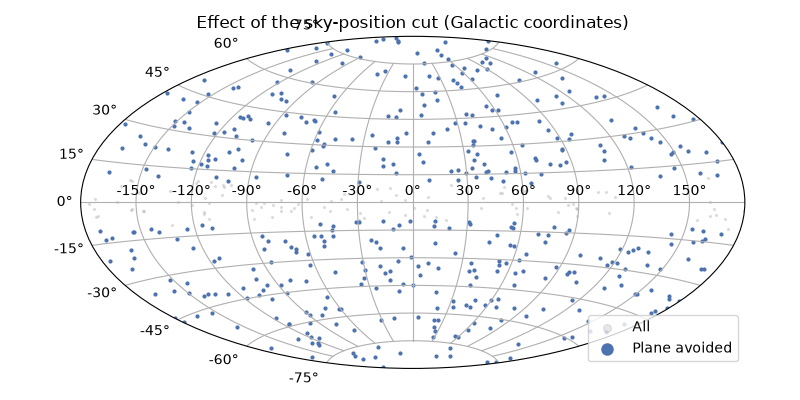 Effect of the sky-position cut (Galactic coordinates)
75°
60°
45°
30°
15°
0°
-150° -120° -90° -60° -30° 0° 30° 60° 90° 120° 150°
-15°
-30°
-45°
-60°
-75°
All
Plane avoided